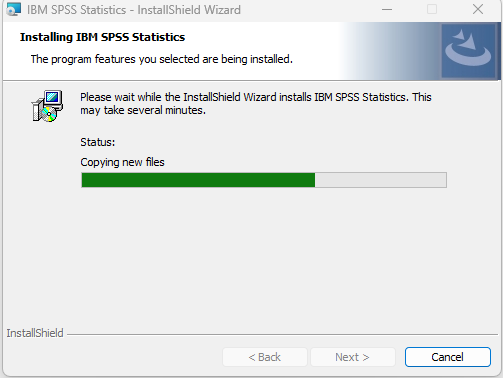 IBM SPSS Statistics - InstallShield Wizard
Installing IBM SPSS Statistics
The program features you selected are being installed.
Please wait while the InstallShield Wizard installs IBM SPSS Statistics. This
may take several minutes.
Status:
Copying new files
InstallShield
< Back
Next >
Cancel